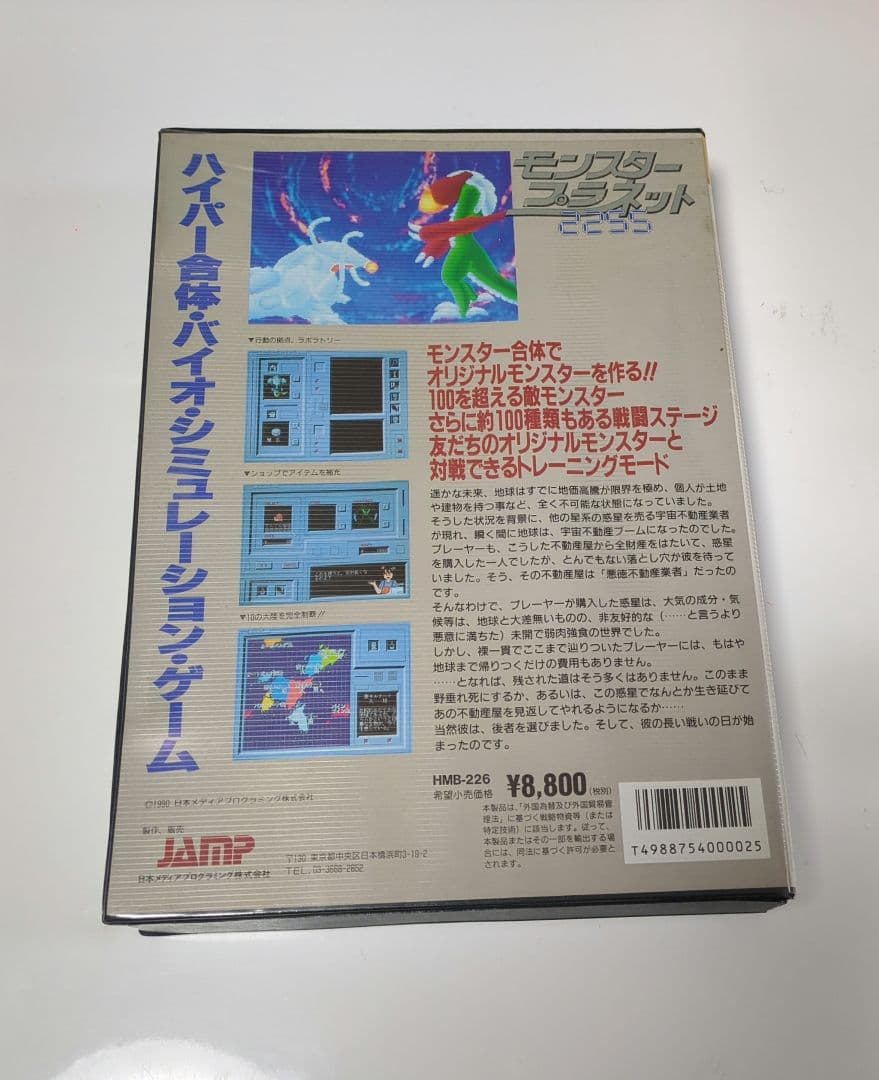 ハイパー合体・バイオ・シミュレーション・ゲーム
モンスター
プラネット
2255
▼行動の拠点、ラボラトリー
▼ショップでアイテムを補充
▼10の大陸を完全制覇!!
モンスター合体で
オリジナルモンスターを作る!!
100を超える敵モンスター
さらに約100種類もある戦闘ステージ
友だちのオリジナルモンスターと
対戦できるトレーニングモード
遥かな未来、地球はすでに地価高騰が限界を極め、個人が土地
や建物を持つ事など、全く不可能な状態になっていました。
そうした状況を背景に、他の星系の惑星を売る宇宙不動産業者
が現れ、瞬く間に地球は、宇宙不動産ブームになったのでした。
プレーヤーも、こうした不動産屋から全財産をはたいて、惑星
を購入した一人でしたが、とんでもない落とし穴が彼を待って
いました。そう、その不動産屋は「悪徳不動産業者」だったの
です。
そんなわけで、プレーヤーが購入した惑星は、大気の成分・気
候等は、地球と大差無いものの、非友好的な(……と言うより
悪意に満ちた)未開で弱肉強食の世界でした。
しかし、裸一貫でここまで辿りついたプレーヤーには、もはや
地球まで帰りつくだけの費用もありません。
……となれば、残された道はそう多くはありません。このまま
野垂れ死にするか、あるいは、この惑星でなんとか生き延びて
あの不動産屋を見返してやれるようになるか……
当然彼は、後者を選びました。そして、彼の長い戦いの日が始
まったのです。
HMB-226
希望小売価格 ¥8,800(税別)
本製品は、「外国為替及び外国貿易管
理法」に基づく戦略物資等(または
特定技術)に該当します。従って、
本製品またはその一部を輸出する場
合には、同法に基づく許可が必要と
されます。
T4988754000025
©1990 日本メディアプログラミング株式会社
製作、販売
JAMP
日本メディアプログラミング株式会社
〒130 東京都中央区日本橋浜町3-19-2
TEL.03-3668-2852